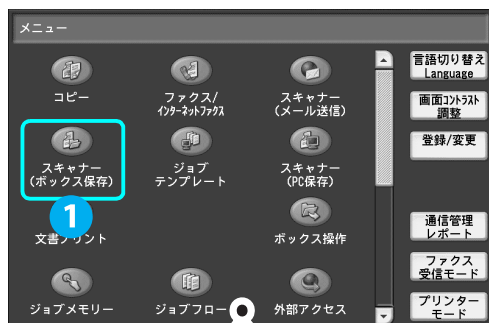 メニュー
コピー
ファクス/
インターネットファクス
スキャナー
(メール送信)
スキャナー
(ボックス保存)
ジョブ
テンプレート
スキャナー
(PC保存)
1
文書プリント
ボックス操作
ジョブメモリー
ジョブフロー
外部アクセス
言語切り替え
Language
画面コントラスト
調整
登録/変更
通信管理
レポート
ファクス
受信モード
プリンター
モード